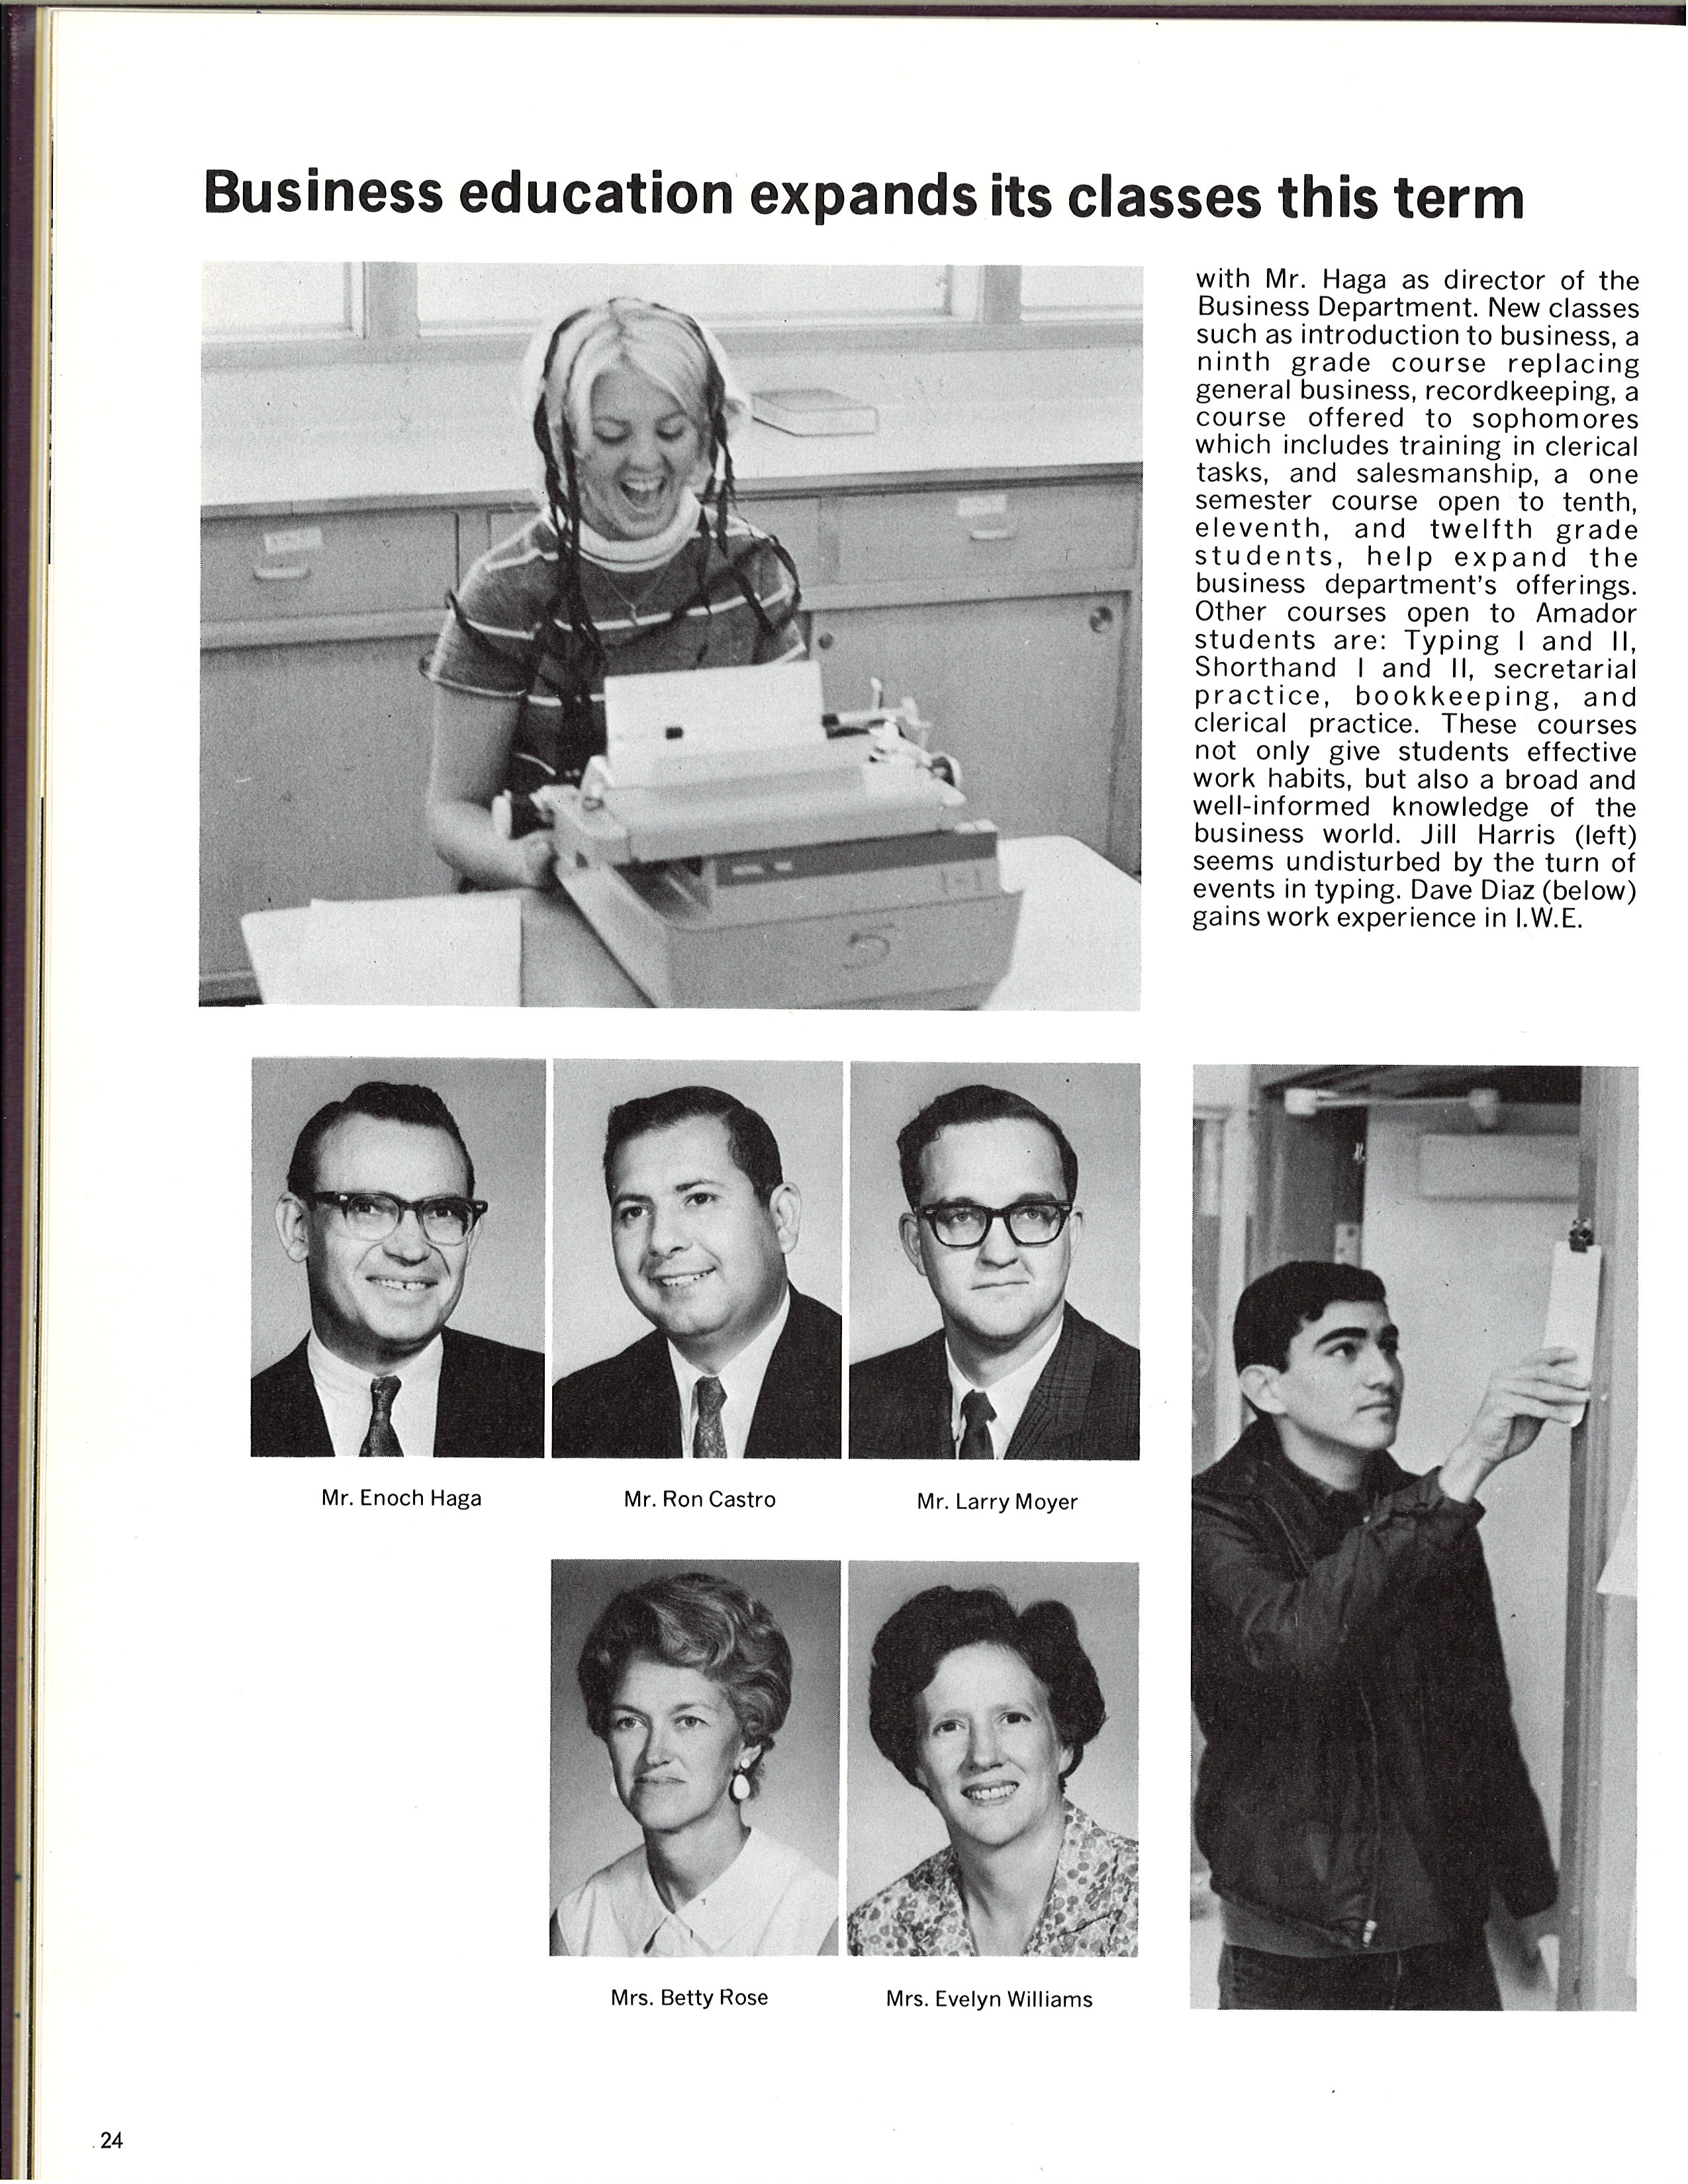 Business education expands its classes this term
with Mr. Haga as director of the
Business Department. New classes
such as introduction to business, a
ninth grade course replacing
general business, recordkeeping, a
course offered to sophomores
which includes training in clerical
tasks, and salesmanship, a one
semester course open to tenth,
eleventh, and twelfth grade
students, help expand the
business department's offerings.
Other courses open to Amador
students are: Typing I and II,
Shorthand I and II, secretarial
practice, bookkeeping, and
clerical practice. These courses
not only give students effective
work habits, but also a broad and
well-informed knowledge of the
business world. Jill Harris (left)
seems undisturbed by the turn of
events in typing. Dave Diaz (below)
gains work experience in I.W.E.
5
Mr. Enoch Haga
Mr. Ron Castro
Mr. Larry Moyer
Mrs. Betty Rose
Mrs. Evelyn Williams
24